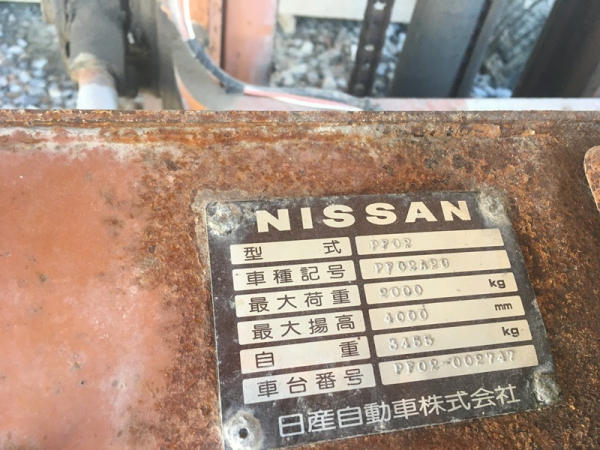 NISSAN
型式 PF02
車種記号 PF02A20
最大荷重 2000 kg
最大揚高 4000 mm
自重 3455 kg
車台番号 PF02-002747
日産自動車株式会社